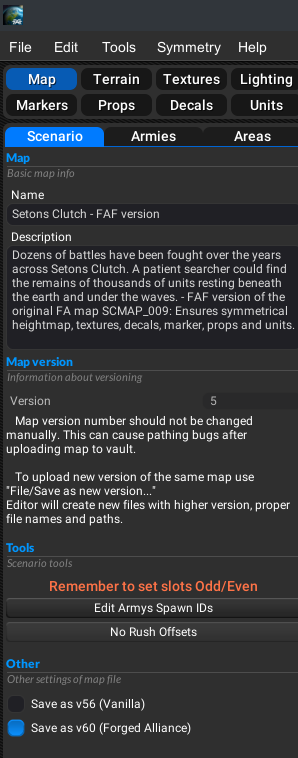 File Edit Tools Symmetry Help
Map Terrain Textures Lighting
Markers Props Decals Units
Scenario Armies Areas
Map
Basic map info
Name
Setons Clutch - FAF version
Description
Dozens of battles have been fought over the years
across Setons Clutch. A patient searcher could find
the remains of thousands of units resting beneath
the earth and under the waves. - FAF version of the
original FA map SCMAP_009: Ensures symmetrical
heightmap, textures, decals, marker, props and units.
Map version
Information about versioning
Version 5
Map version number should not be changed
manually. This can cause pathing bugs after
uploading map to vault.
To upload new version of the same map use
"File/Save as new version..."
Editor will create new files with higher version, proper
file names and paths.
Tools
Scenario tools
Remember to set slots Odd/Even
Edit Armys Spawn IDs
No Rush Offsets
Other
Other settings of map file
Save as v56 (Vanilla)
Save as v60 (Forged Alliance)